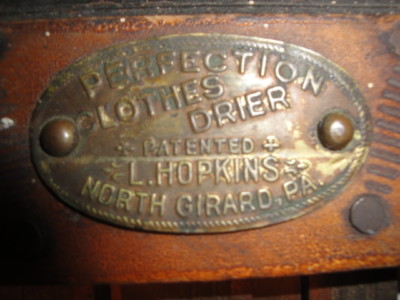 PERFECTION
CLOTHES
DRIER
PATENTED
L. HOPKINS
NORTH GIRARD, PA.